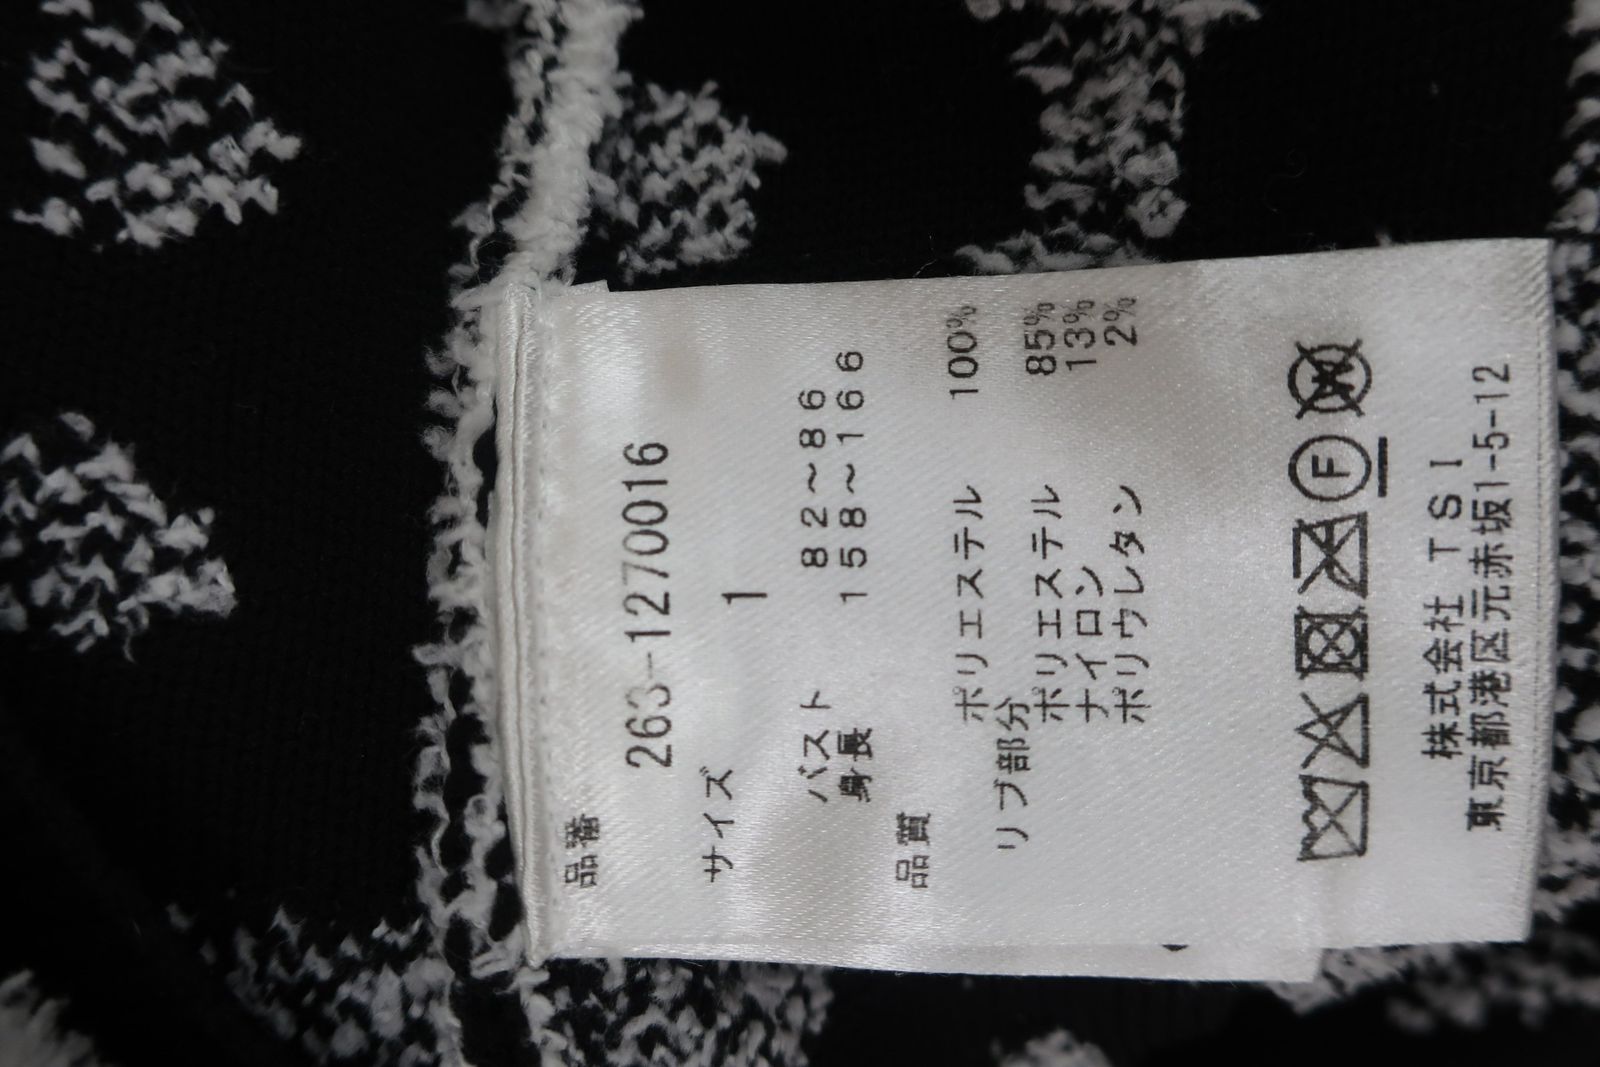 品番
263-1270016
サイズ
1
バスト 82～86
身長 158～166
品質
ポリエステル 100%
リブ部分
ポリエステル 85%
ナイロン 13%
ポリウレタン 2%
F W
株式会社 TSI
東京都港区元赤坂1-5-12